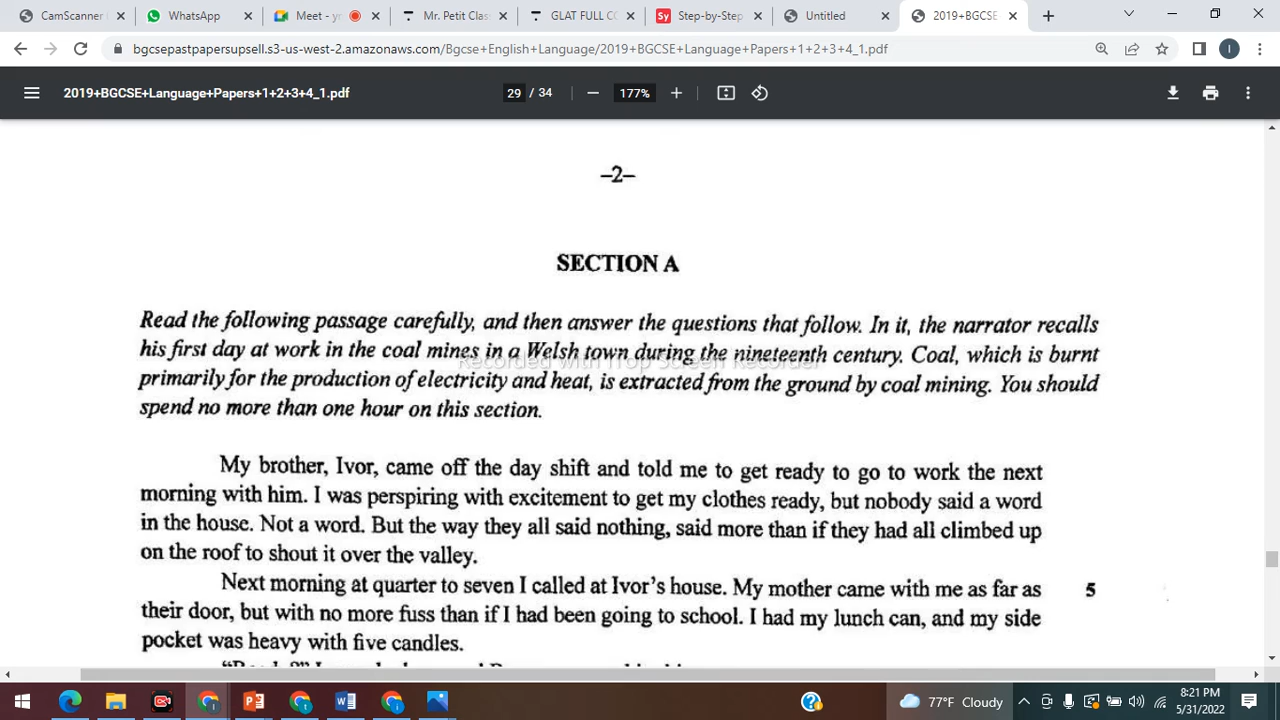 CamScanner
WhatsApp
Meet - yo
Mr. Petit Clas
GLAT FULL CO
Step-by-Step
Untitled
2019+BGCSE
bgcsepastpapersupsell.s3-us-west-2.amazonaws.com/Bgcse+English+Language/2019+BGCSE+Language+Papers+1+2+3+4_1.pdf
I
2019+BGCSE+Language+Papers+1+2+3+4_1.pdf
29 / 34
177%
–2–
SECTION A
Read the following passage carefully, and then answer the questions that follow. In it, the narrator recalls
his first day at work in the coal mines in a Welsh town during the nineteenth century. Coal, which is burnt
Recorded with iTop Screen Recorder
primarily for the production of electricity and heat, is extracted from the ground by coal mining. You should
spend no more than one hour on this section.
My brother, Ivor, came off the day shift and told me to get ready to go to work the next
morning with him. I was perspiring with excitement to get my clothes ready, but nobody said a word
in the house. Not a word. But the way they all said nothing, said more than if they had all climbed up
on the roof to shout it over the valley.
Next morning at quarter to seven I called at Ivor's house. My mother came with me as far as
5
their door, but with no more fuss than if I had been going to school. I had my lunch can, and my side
pocket was heavy with five candles.
77°F Cloudy
8:21 PM
5/31/2022